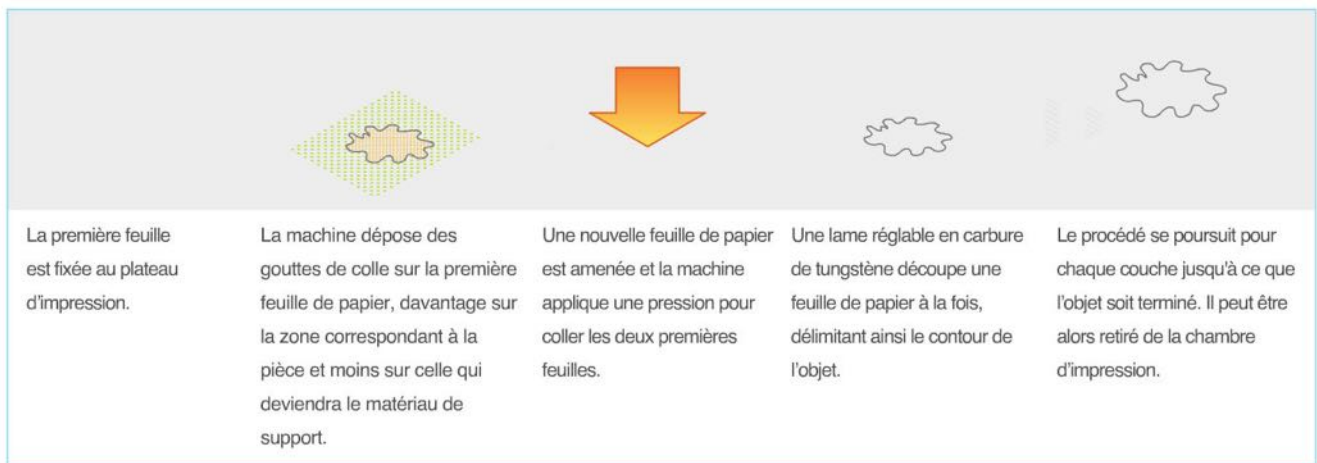 La première feuille
est fixée au plateau
d'impression.
La machine dépose des
gouttes de colle sur la première
feuille de papier, davantage sur
la zone correspondant à la
pièce et moins sur celle qui
deviendra le matériau de
support.
Une nouvelle feuille de papier
est amenée et la machine
applique une pression pour
coller les deux premières
feuilles.
Une lame réglable en carbure
de tungstène découpe une
feuille de papier à la fois,
délimitant ainsi le contour de
l'objet.
Le procédé se poursuit pour
chaque couche jusqu'à ce que
l'objet soit terminé. Il peut être
alors retiré de la chambre
d'impression.